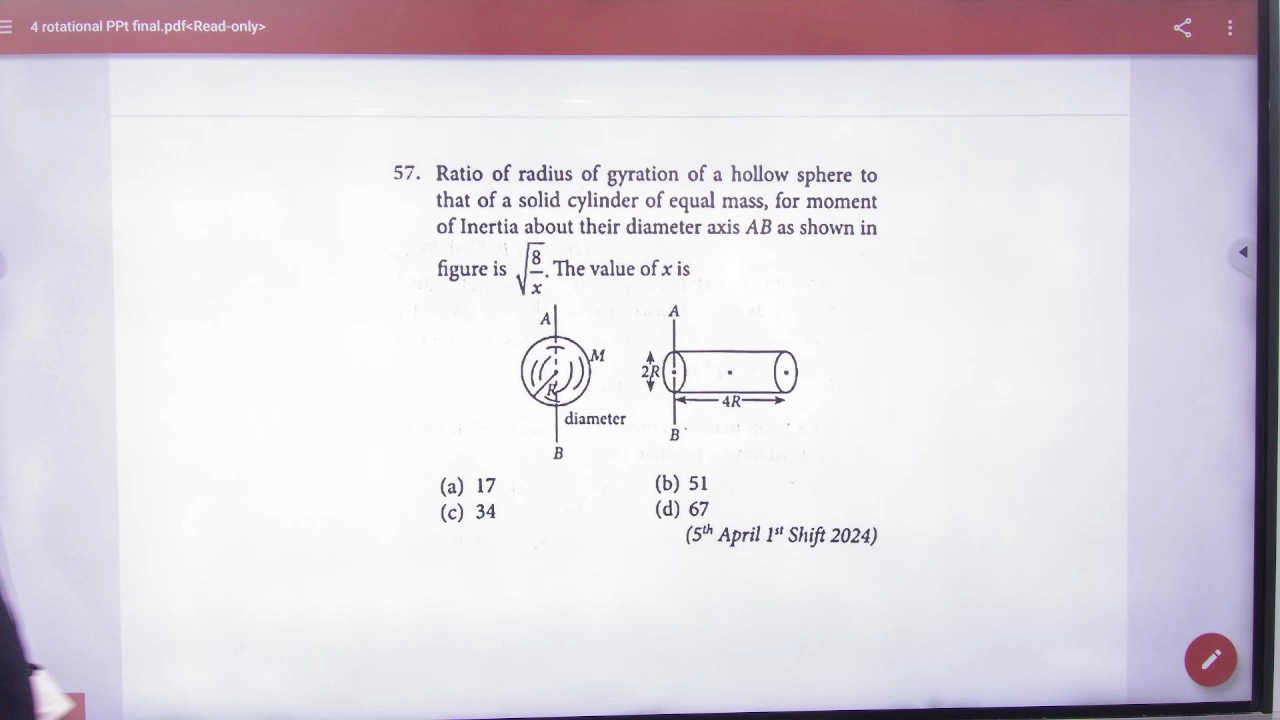 4 rotational PPt final.pdf<Read-only>
57. Ratio of radius of gyration of a hollow sphere to
that of a solid cylinder of equal mass, for moment
of Inertia about their diameter axis AB as shown in
figure is √8/x. The value of x is
A
A
M
2R
R
4R
diameter
B
B
(a) 17
(b) 51
(c) 34
(d) 67
(5th April 1st Shift 2024)